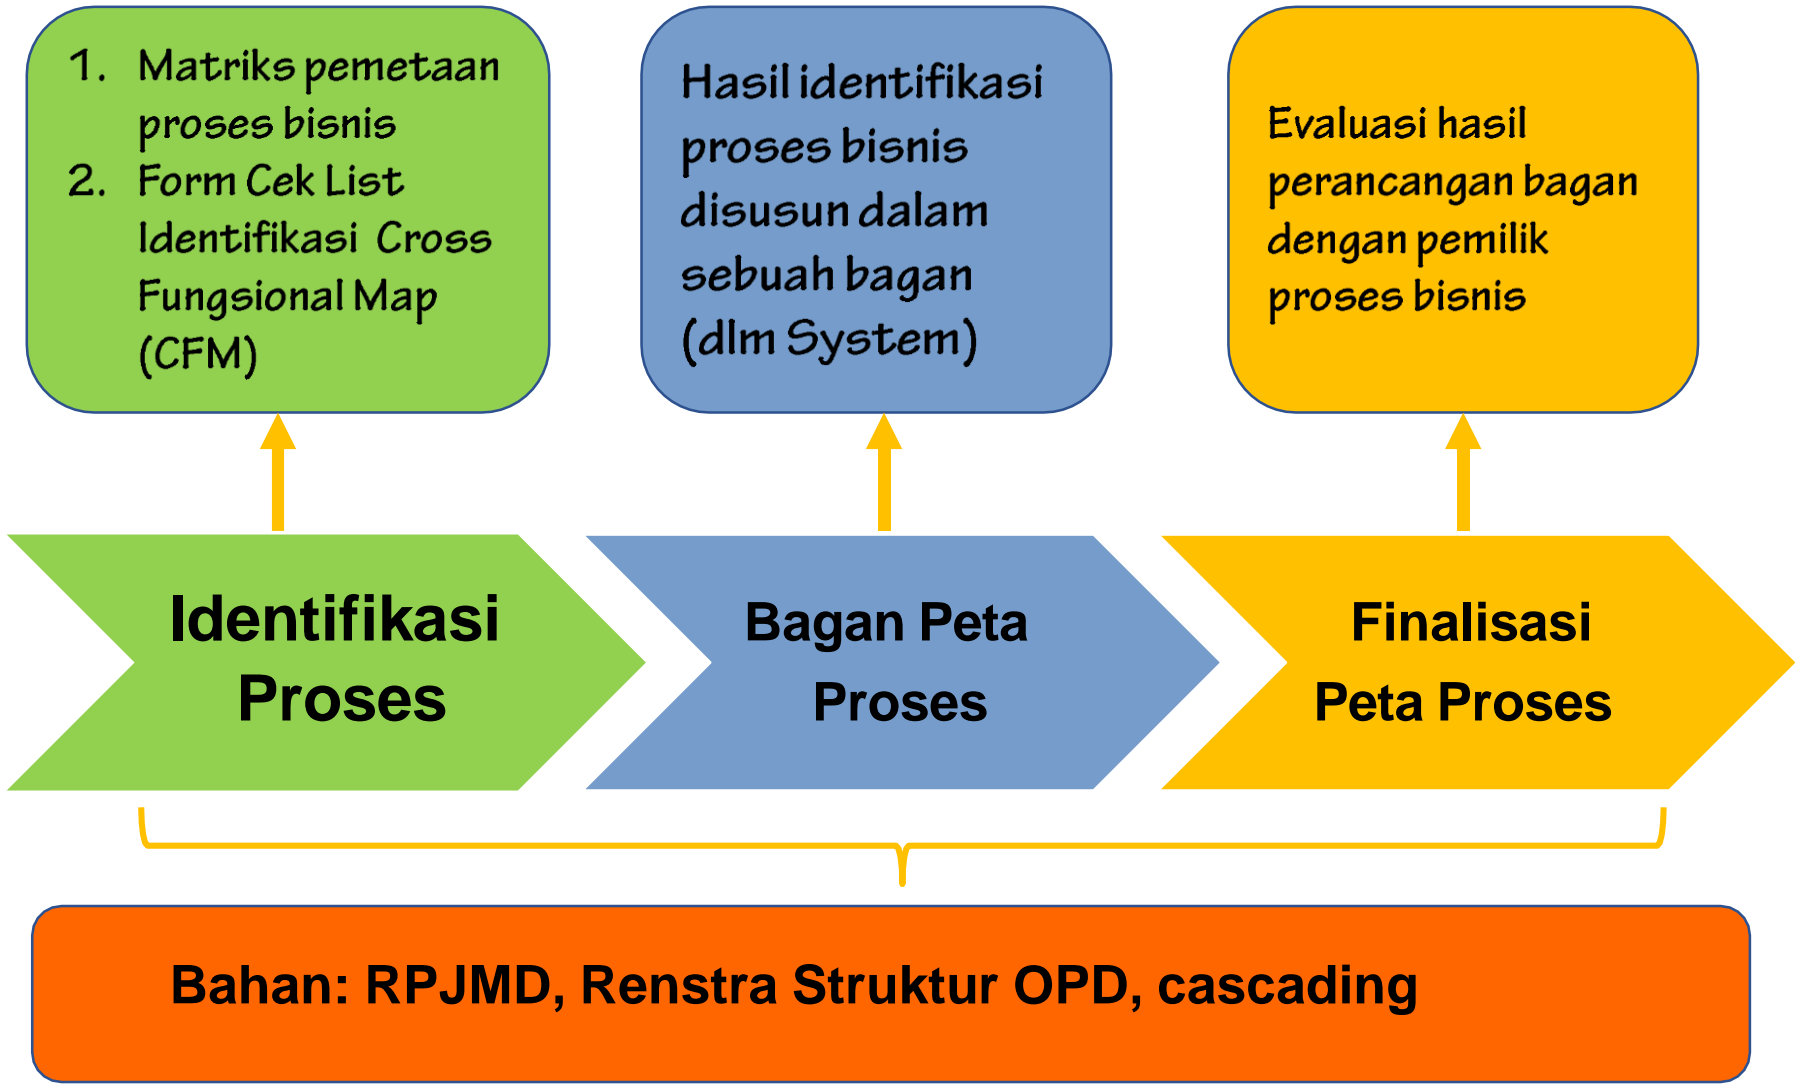 1. Matriks pemetaan
proses bisnis
2. Form Cek List
Identifikasi Cross
Fungsional Map
(CFM)
Hasil identifikasi
proses bisnis
disusun dalam
sebuah bagan
(dlm System)
Evaluasi hasil
perancangan bagan
dengan pemilik
proses bisnis
Identifikasi
Proses
Bagan Peta
Proses
Finalisasi
Peta Proses
Bahan: RPJMD, Renstra Struktur OPD, cascading